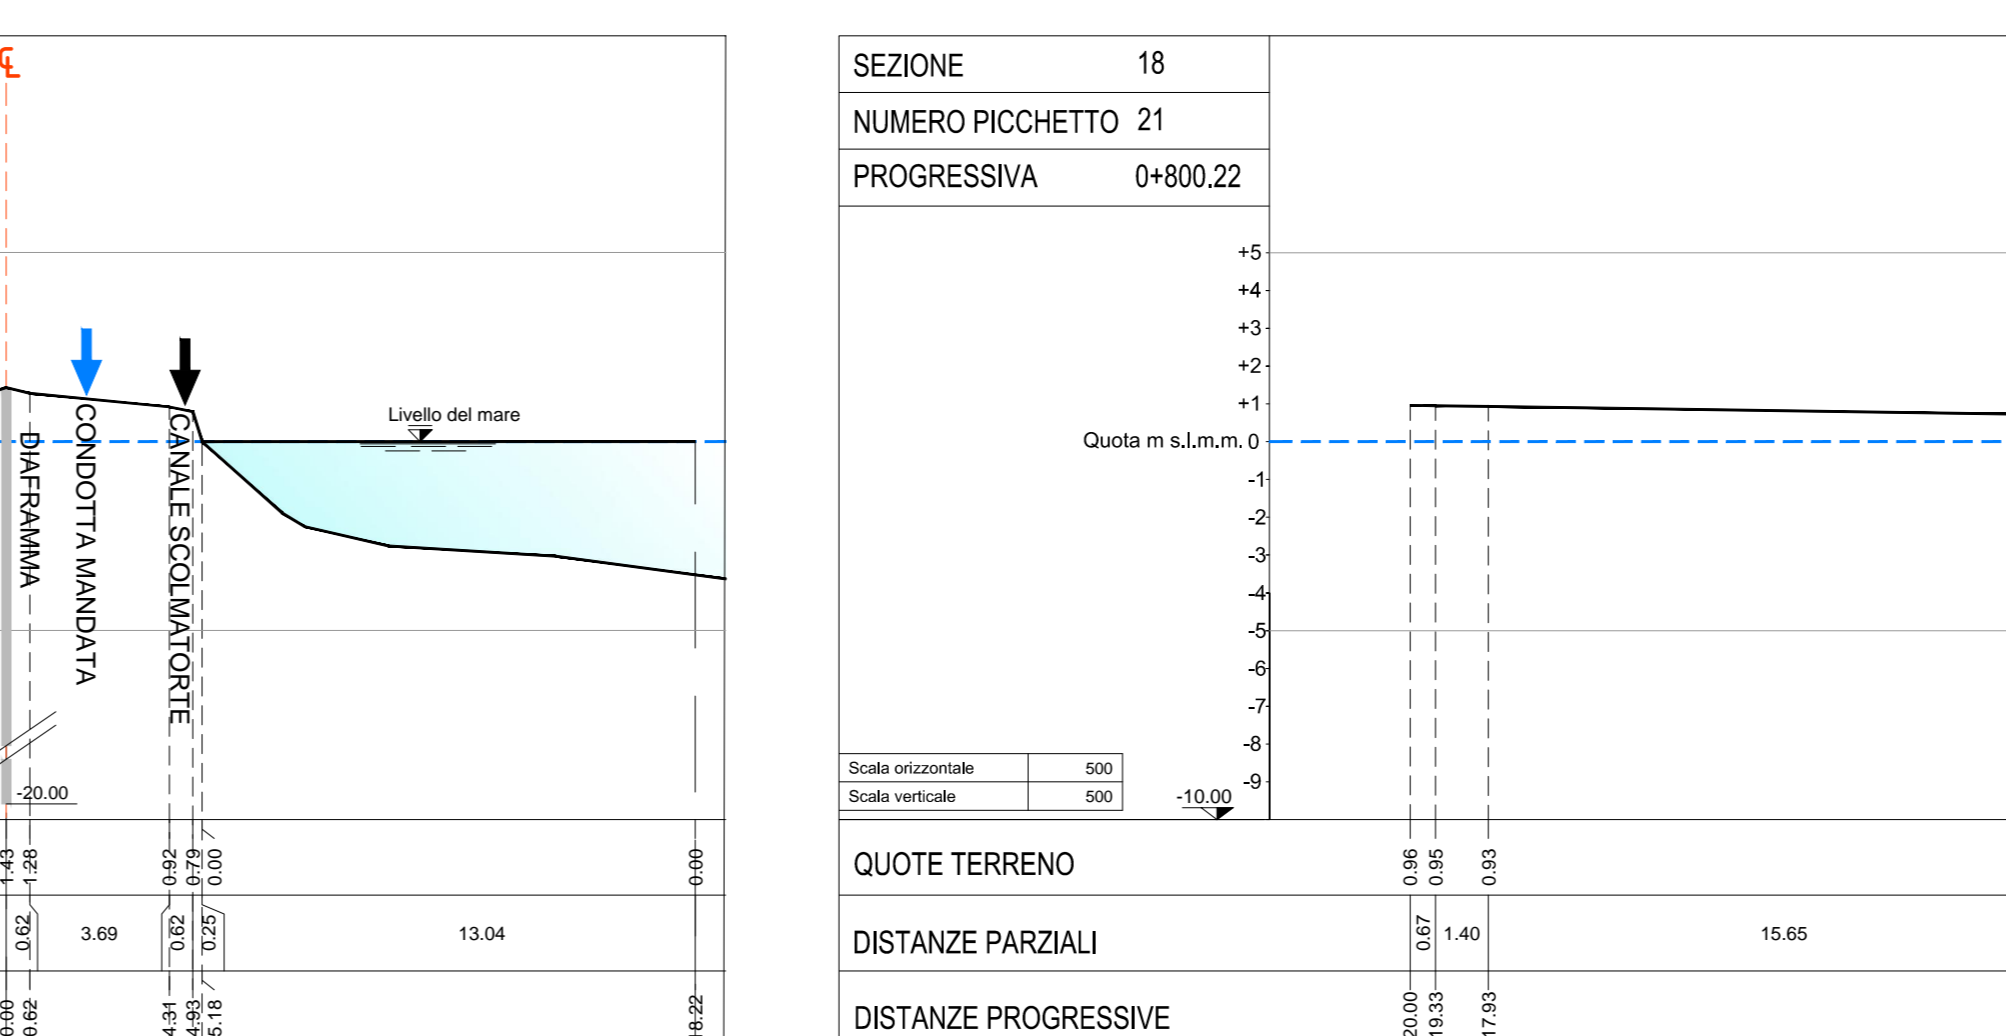 ℄
Livello del mare
DIAFRAMMA
CONDOTTA MANDATA
CANALE SCOLMATORTE
-20.00
1.43
1.28
0.92
0.79
0.00
0.00
0.62
3.69
0.62
0.25
13.04
0.00
0.62
4.31
4.93
5.18
8.22
SEZIONE 18
NUMERO PICCHETTO 21
PROGRESSIVA 0+800.22
+5
+4
+3
+2
+1
Quota m s.l.m.m. 0
-1
-2
-3
-4
-5
-6
-7
-8
-9
Scala orizzontale 500
Scala verticale 500
-10.00
QUOTE TERRENO 0.96 0.95 0.93
DISTANZE PARZIALI 0.67 1.40 15.65
DISTANZE PROGRESSIVE 20.00 19.33 17.93